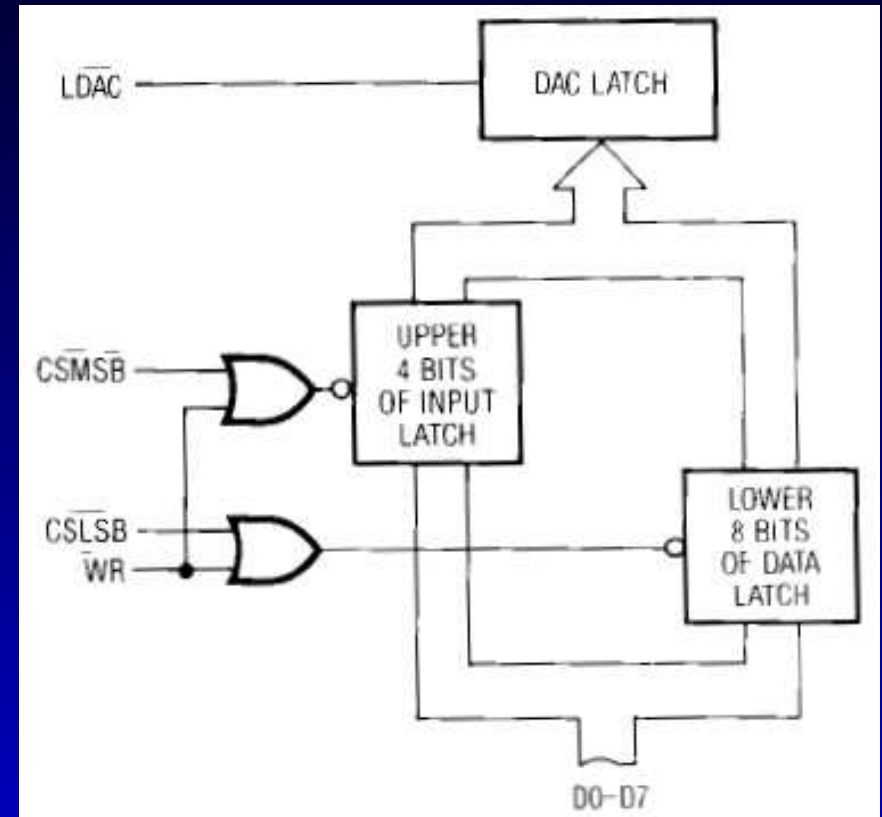 LDAC
DAC LATCH
CSMSB
UPPER
4 BITS
OF INPUT
LATCH
CSLSB
WR
LOWER
8 BITS
OF DATA
LATCH
D0-D7